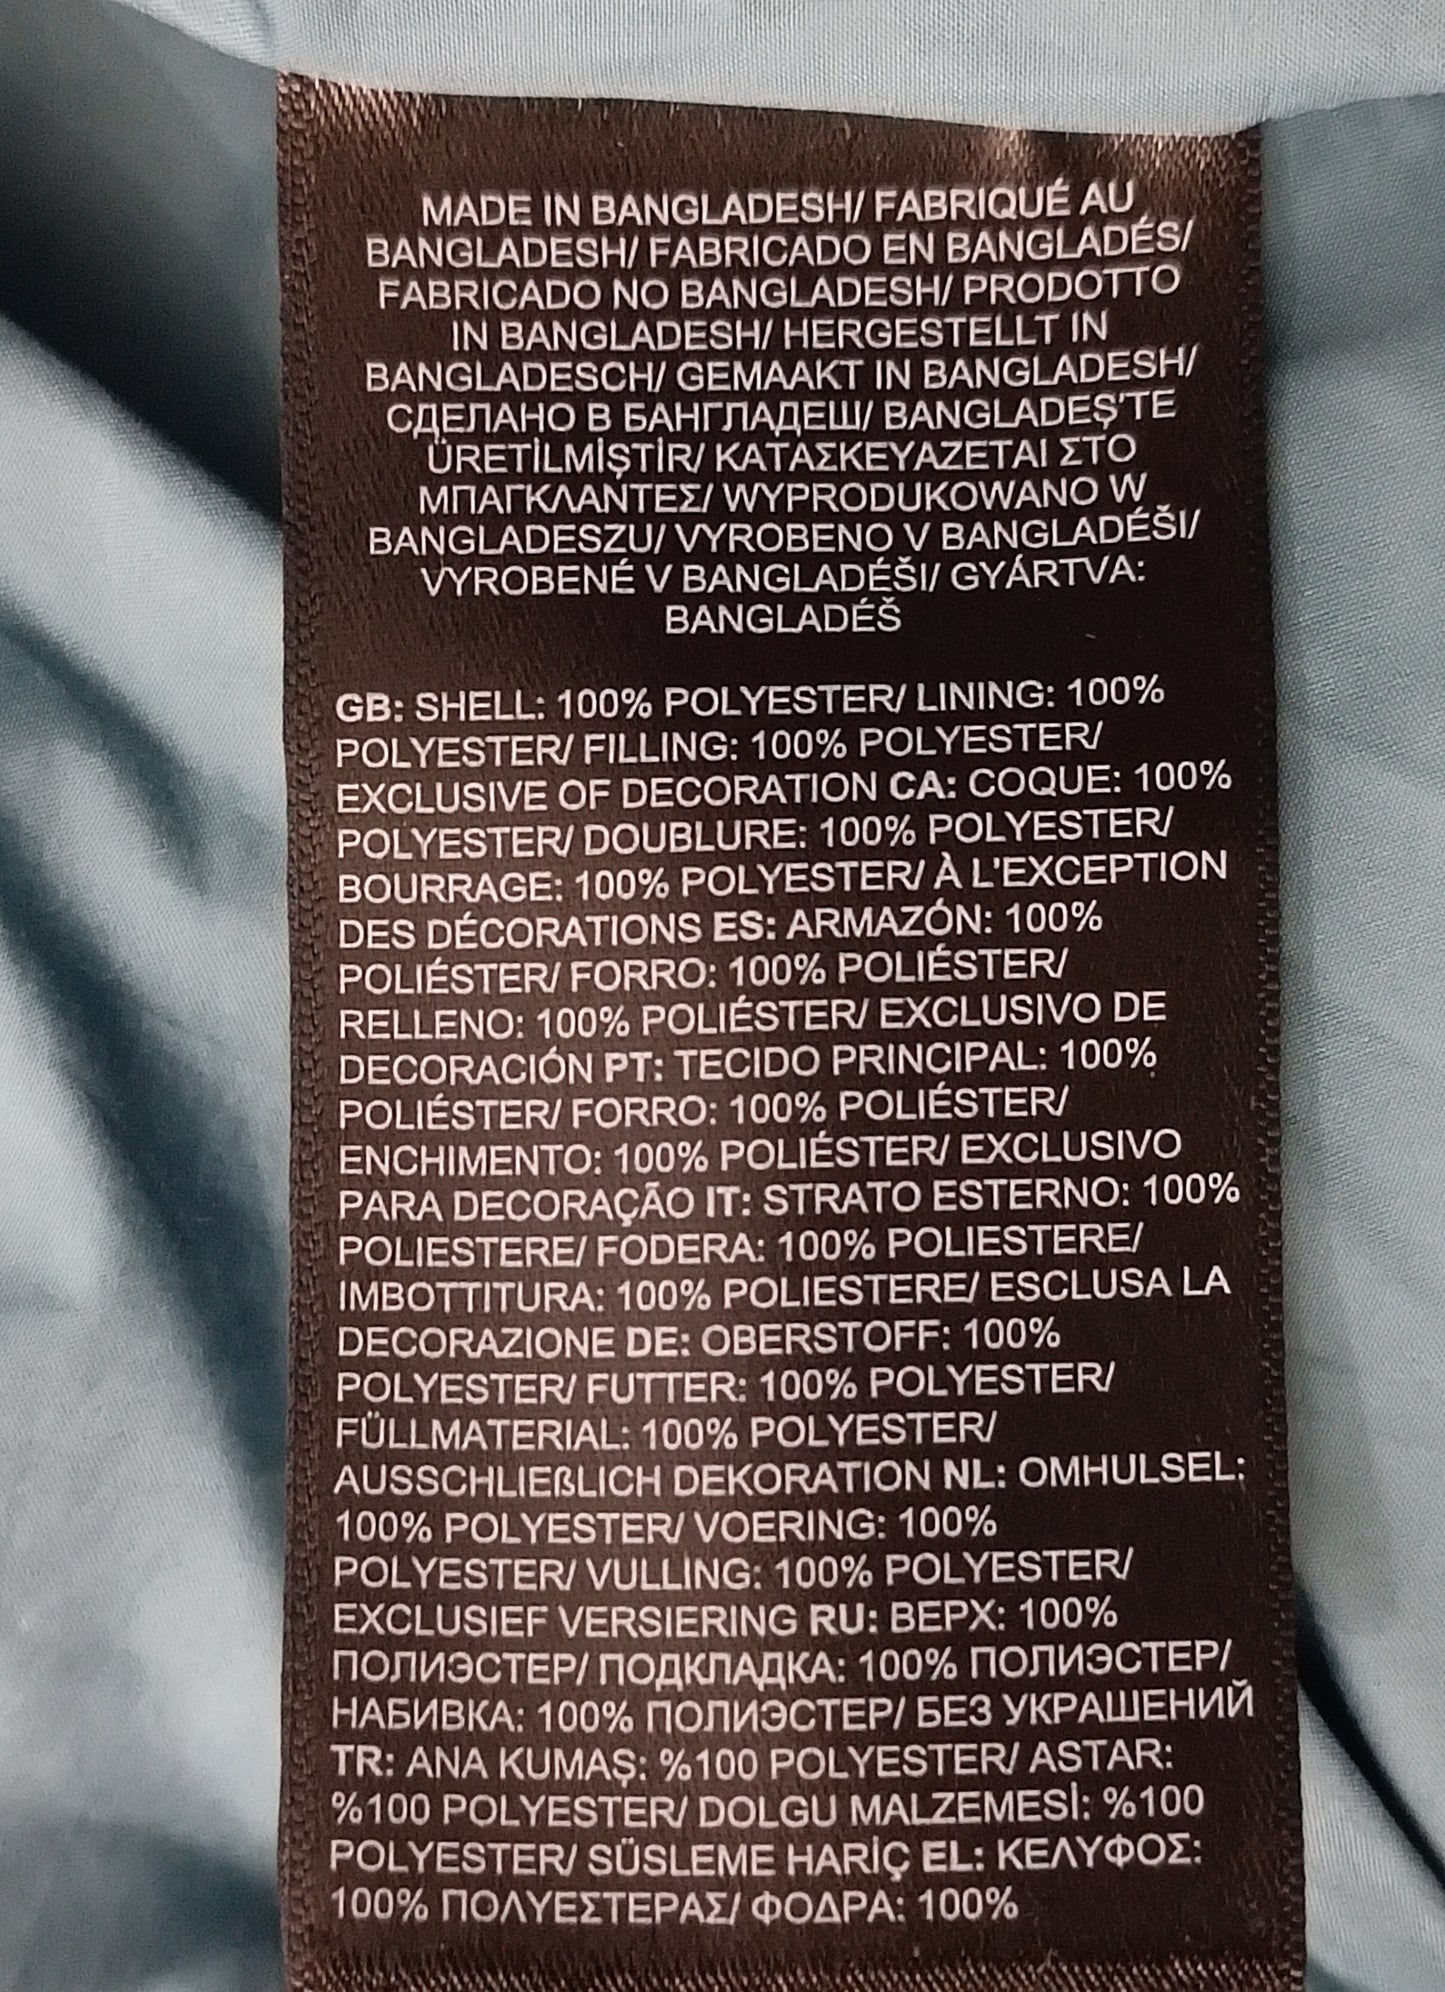 MADE IN BANGLADESH/ FABRIQUÉ AU
BANGLADESH/ FABRICADO EN BANGLADÉS/
FABRICADO NO BANGLADESH/ PRODOTTO
IN BANGLADESH/ HERGESTELLT IN
BANGLADESCH/ GEMAAKT IN BANGLADESH/
СДЕЛАНО В БАНГЛАДЕШ/ BANGLADEŞ'TE
ÜRETİLMİŞTİR/ ΚΑΤΑΣΚΕΥΑΖΕΤΑΙ ΣΤΟ
ΜΠΑΓΚΛΑΝΤΕΣ/ WYPRODUKOWANO W
BANGLADESZU/ VYROBENO V BANGLADÉŠI/
VYROBENÉ V BANGLADÉŠI/ GYÁRTVA:
BANGLADÉŠ
GB: SHELL: 100% POLYESTER/ LINING: 100%
POLYESTER/ FILLING: 100% POLYESTER/
EXCLUSIVE OF DECORATION CA: COQUE: 100%
POLYESTER/ DOUBLURE: 100% POLYESTER/
BOURRAGE: 100% POLYESTER/ À L'EXCEPTION
DES DÉCORATIONS ES: ARMAZÓN: 100%
POLIÉSTER/ FORRO: 100% POLIÉSTER/
RELLENO: 100% POLIÉSTER/ EXCLUSIVO DE
DECORACIÓN PT: TECIDO PRINCIPAL: 100%
POLIÉSTER/ FORRO: 100% POLIÉSTER/
ENCHIMENTO: 100% POLIÉSTER/ EXCLUSIVO
PARA DECORAÇÃO IT: STRATO ESTERNO: 100%
POLIESTERE/ FODERA: 100% POLIESTERE/
IMBOTTITURA: 100% POLIESTERE/ ESCLUSA LA
DECORAZIONE DE: OBERSTOFF: 100%
POLYESTER/ FUTTER: 100% POLYESTER/
FÜLLMATERIAL: 100% POLYESTER/
AUSSCHLIEßLICH DEKORATION NL: OMHULSEL:
100% POLYESTER/ VOERING: 100%
POLYESTER/ VULLING: 100% POLYESTER/
EXCLUSIEF VERSIERING RU: ВЕРХ: 100%
ПОЛИЭСТЕР/ ПОДКЛАДКА: 100% ПОЛИЭСТЕР/
НАБИВКА: 100% ПОЛИЭСТЕР/ БЕЗ УКРАШЕНИЙ
TR: ANA KUMAŞ: %100 POLYESTER/ ASTAR:
%100 POLYESTER/ DOLGU MALZEMESİ: %100
POLYESTER/ SÜSLEME HARİÇ EL: ΚΕΛΥΦΟΣ:
100% ΠΟΛΥΕΣΤΕΡΑΣ/ ΦΟΔΡΑ: 100%